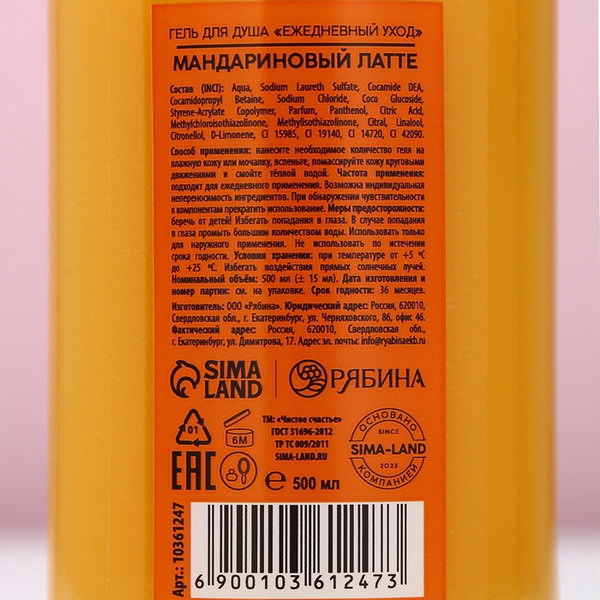 ГЕЛЬ ДЛЯ ДУША «ЕЖЕДНЕВНЫЙ УХОД»
МАНДАРИНОВЫЙ ЛАТТЕ
Состав (INCI): Aqua, Sodium Laureth Sulfate, Cocamide DEA,
Cocamidopropyl Betaine, Sodium Chloride, Coco Glucoside,
Styrene-Acrylate Copolymer, Parfum, Panthenol, Citric Acid,
Methylchloroisothiazolinone, Methylisothiazolinone, Citral, Linalool,
Citronellol, D-Limonene, CI 15985, CI 19140, CI 14720, CI 42090.
Способ применения: нанесите необходимое количество геля на
влажную кожу или мочалку, вспеньте, помассируйте кожу круговыми
движениями и смойте тёплой водой. Частота применения:
подходит для ежедневного применения. Возможна индивидуальная
непереносимость ингредиентов. При обнаружении чувствительности
к компонентам прекратить использование. Меры предосторожности:
беречь от детей! Избегать попадания в глаза. В случае попадания
в глаза промыть большим количеством воды. Использовать только
для наружного применения. Не использовать по истечении
срока годности. Условия хранения: при температуре от +5 °С
до +25 °С. Избегать воздействия прямых солнечных лучей.
Номинальный объём: 500 мл (± 15 мл). Дата изготовления и
номер партии: см. на упаковке. Срок годности: 36 месяцев.
Изготовитель: ООО «Рябина». Юридический адрес: Россия, 620010,
Свердловская обл., г. Екатеринбург, ул. Черняховского, 86, офис 46.
Фактический адрес: Россия, 620010, Свердловская обл.,
г. Екатеринбург, ул. Димитрова, 17. Адрес эл. почты: info@ryabinaekb.ru
SIMA LAND РЯБИНА
01
6M
ТМ: «Чистое счастье»
ГОСТ 31696-2012
ТР ТС 009/2011
SIMA-LAND.RU
ОСНОВАНО
SINCE
SIMA-LAND
2023
КОМПАНИЕЙ
EAC
e 500 мл
Арт.: 10361247
6 900103 612473